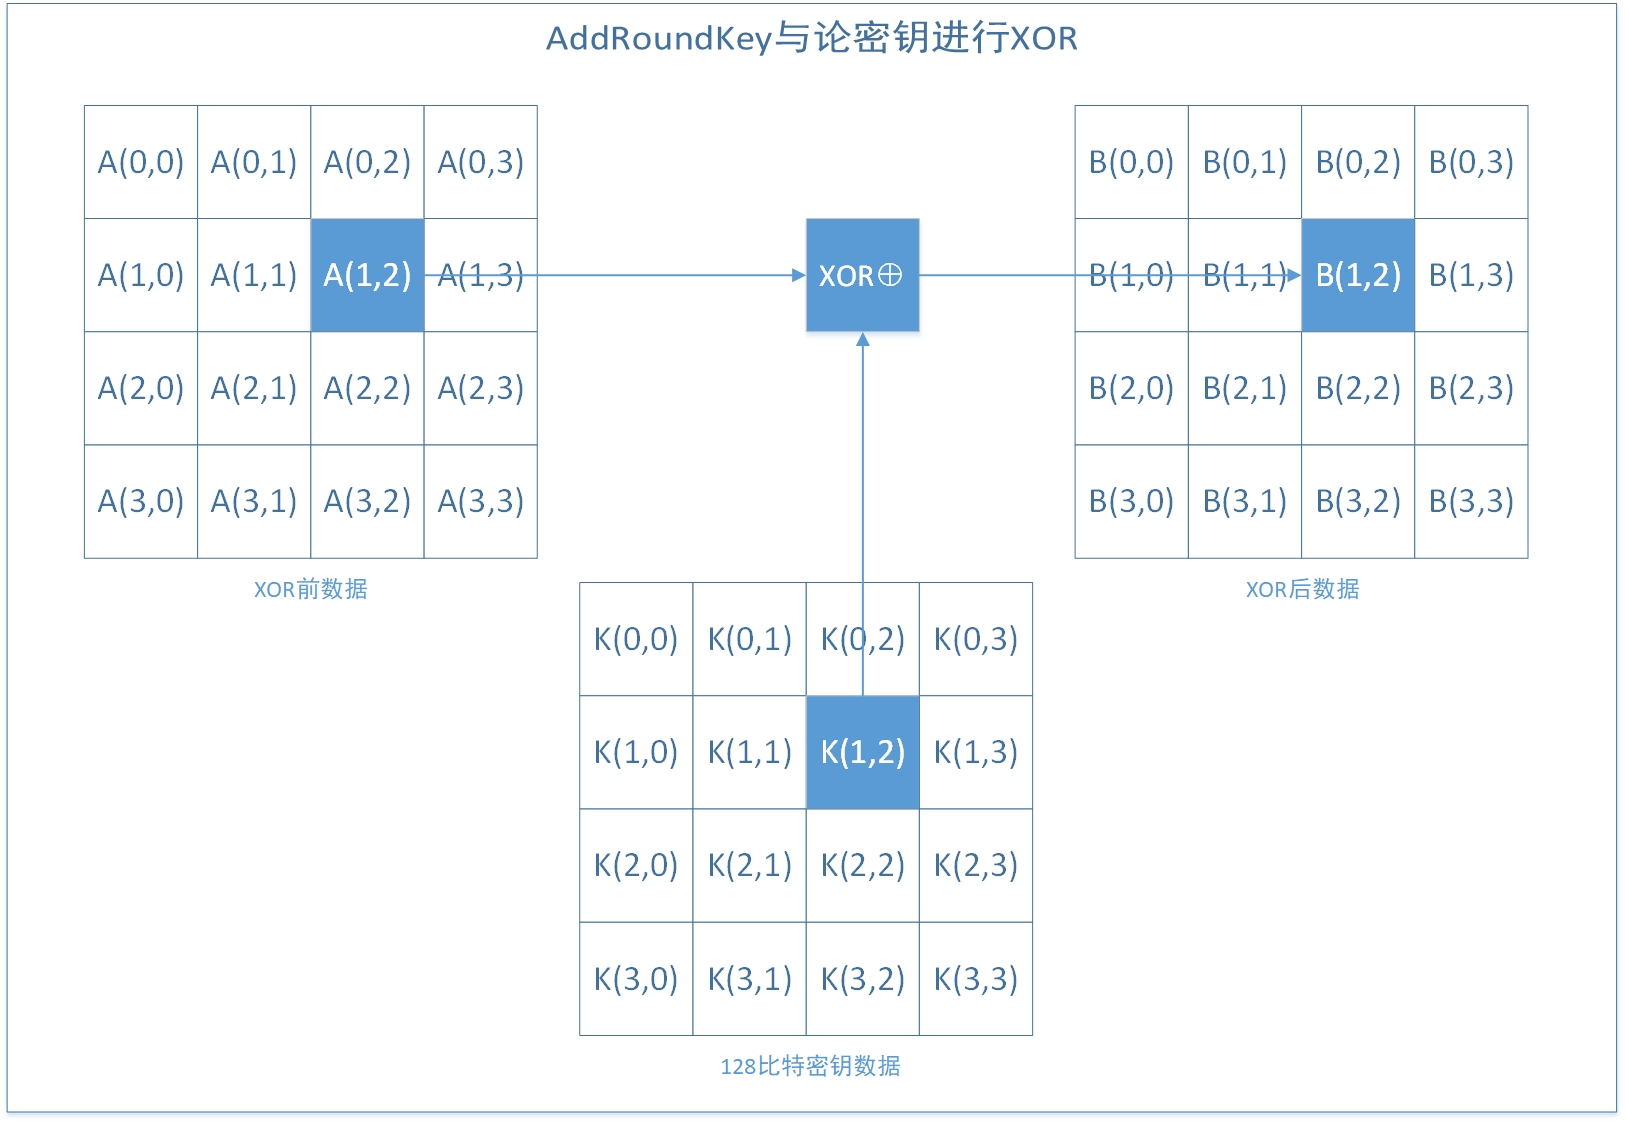 AddRoundKey与论密钥进行XOR
A(0,0) A(0,1) A(0,2) A(0,3)
A(1,0) A(1,1) A(1,2) A(1,3)
A(2,0) A(2,1) A(2,2) A(2,3)
A(3,0) A(3,1) A(3,2) A(3,3)
XOR前数据
XOR⊕
B(0,0) B(0,1) B(0,2) B(0,3)
B(1,0) B(1,1) B(1,2) B(1,3)
B(2,0) B(2,1) B(2,2) B(2,3)
B(3,0) B(3,1) B(3,2) B(3,3)
XOR后数据
K(0,0) K(0,1) K(0,2) K(0,3)
K(1,0) K(1,1) K(1,2) K(1,3)
K(2,0) K(2,1) K(2,2) K(2,3)
K(3,0) K(3,1) K(3,2) K(3,3)
128比特密钥数据